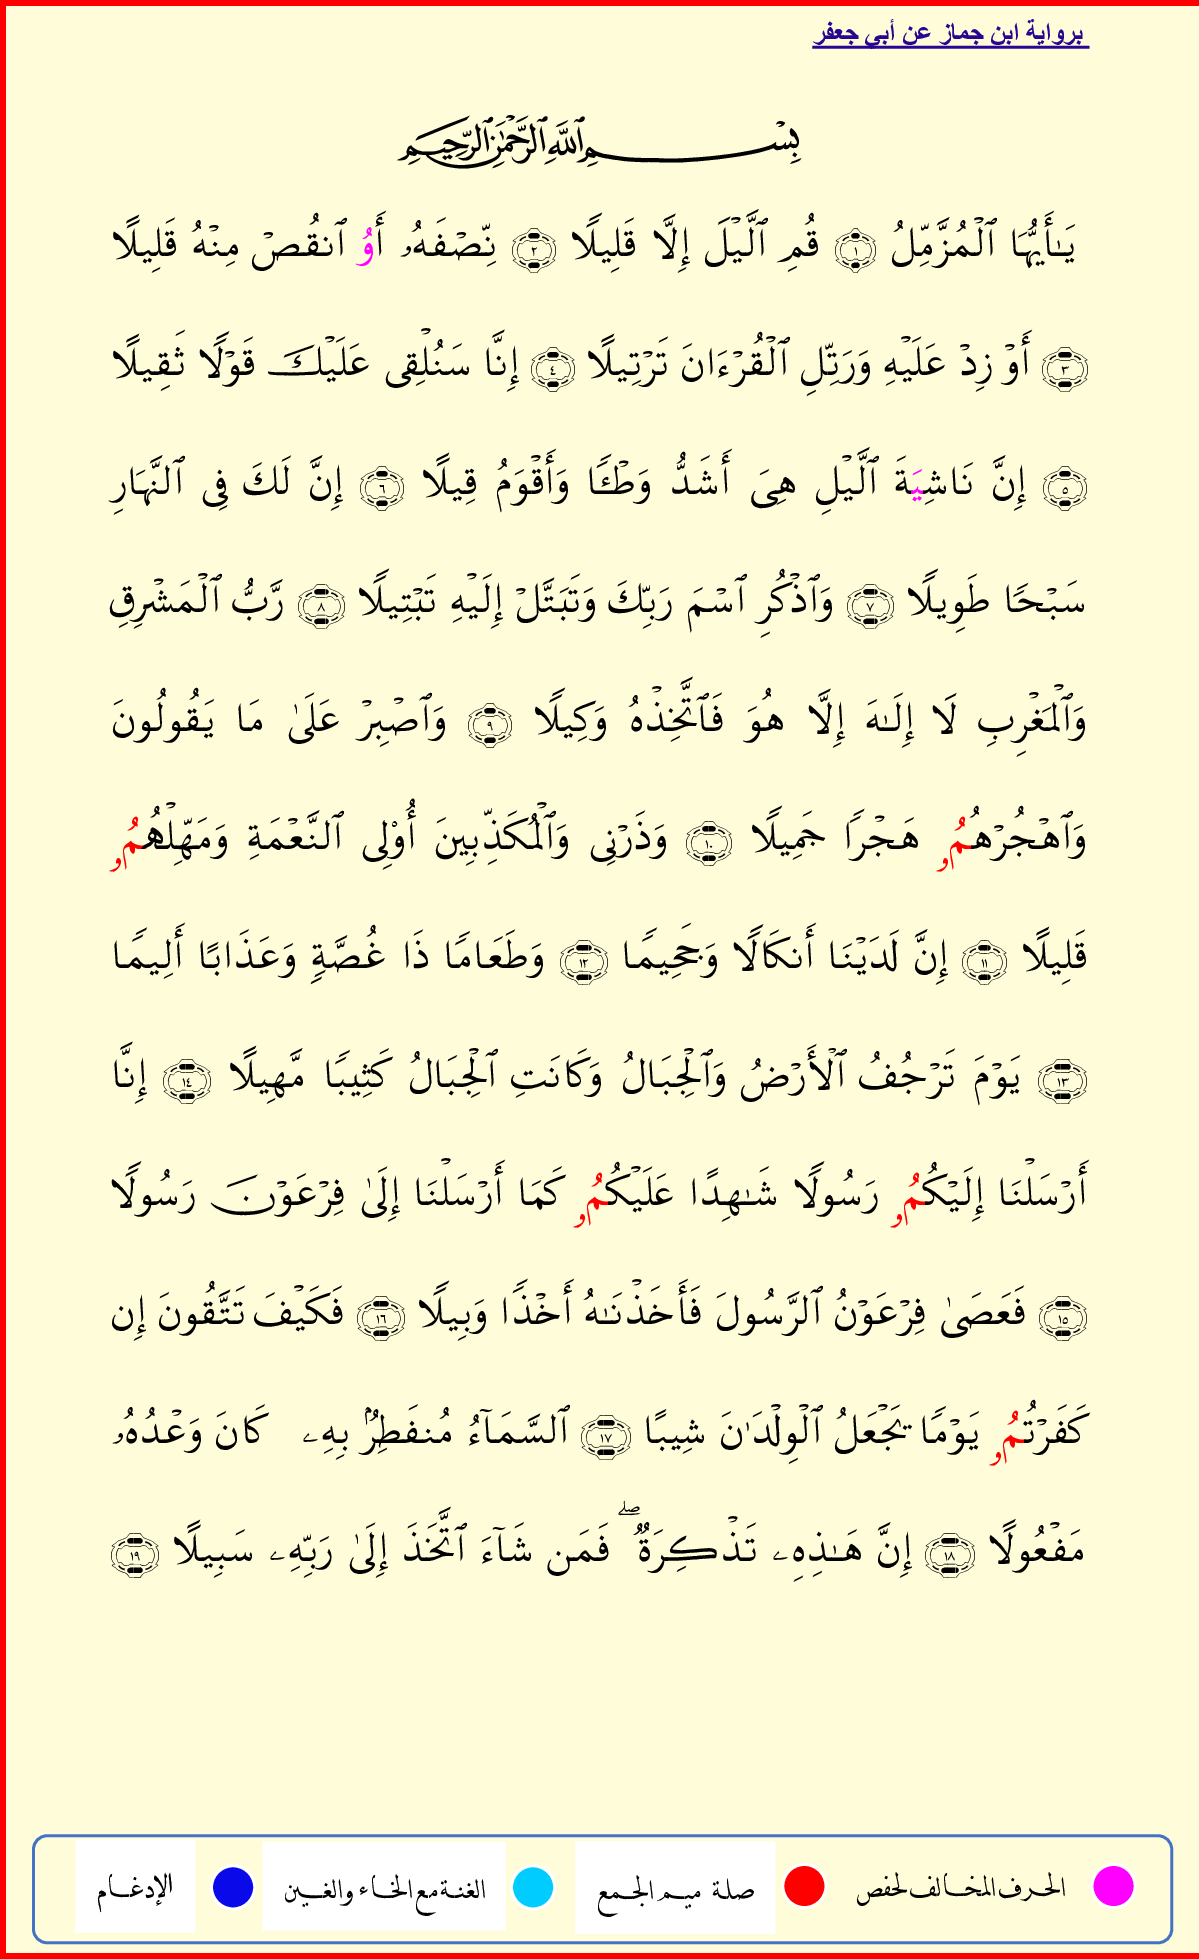 برواية ابن جماز عن أبي جعفر
بِسْمِ ٱللَّهِ ٱلرَّحْمَٰنِ ٱلرَّحِيمِ
يَـٰٓأَيُّهَا ٱلۡمُزَّمِّلُ ١ قُمِ ٱلَّيۡلَ إِلَّا قَلِيلًا ٢ نِّصۡفَهُۥ أَوُ ٱنقُصۡ مِنۡهُ قَلِيلًا
٣ أَوۡ زِدۡ عَلَيۡهِ وَرَتِّلِ ٱلۡقُرۡءَانَ تَرۡتِيلًا ٤ إِنَّا سَنُلۡقِى عَلَيۡكَ قَوۡلًا ثَقِيلًا
٥ إِنَّ نَاشِيَةَ ٱلَّيۡلِ هِىَ أَشَدُّ وَطۡـًٔا وَأَقۡوَمُ قِيلًا ٦ إِنَّ لَكَ فِى ٱلنَّهَارِ
سَبۡحًا طَوِيلًا ٧ وَٱذۡكُرِ ٱسۡمَ رَبِّكَ وَتَبَتَّلۡ إِلَيۡهِ تَبۡتِيلًا ٨ رَّبُّ ٱلۡمَشۡرِقِ
وَٱلۡمَغۡرِبِ لَا إِلَـٰهَ إِلَّا هُوَ فَٱتَّخِذۡهُ وَكِيلًا ٩ وَٱصۡبِرۡ عَلَىٰ مَا يَقُولُونَ
وَٱهۡجُرۡهُمُۥ هَجۡرًا جَمِيلًا ١٠ وَذَرۡنِى وَٱلۡمُكَذِّبِينَ أُوْلِى ٱلنَّعۡمَةِ وَمَهِّلۡهُمُۥ
قَلِيلًا ١١ إِنَّ لَدَيۡنَا أَنكَالًا وَجَحِيمًا ١٢ وَطَعَامًا ذَا غُصَّةٍ وَعَذَابًا أَلِيمًا
١٣ يَوۡمَ تَرۡجُفُ ٱلۡأَرۡضُ وَٱلۡجِبَالُ وَكَانَتِ ٱلۡجِبَالُ كَثِيبًا مَّهِيلًا ١٤ إِنَّا
أَرۡسَلۡنَا إِلَيۡكُمُۥ رَسُولًا شَـٰهِدًا عَلَيۡكُمُۥ كَمَا أَرۡسَلۡنَا إِلَىٰ فِرۡعَوۡنَ رَسُولًا
١٥ فَعَصَىٰ فِرۡعَوۡنُ ٱلرَّسُولَ فَأَخَذۡنَـٰهُ أَخۡذًا وَبِيلًا ١٦ فَكَيۡفَ تَتَّقُونَ إِن
كَفَرۡتُمُۥ يَوۡمًا يَجۡعَلُ ٱلۡوِلۡدَٰنَ شِيبًا ١٧ ٱلسَّمَآءُ مُنفَطِرُۢ بِهِۦ كَانَ وَعۡدُهُۥ
مَفۡعُولًا ١٨ إِنَّ هَـٰذِهِۦ تَذۡكِرَةٌ ۖ فَمَن شَآءَ ٱتَّخَذَ إِلَىٰ رَبِّهِۦ سَبِيلًا ١٩
الحرف المخالف لحفص صلة ميم الجمع الغنة مع الخاء والغين الإدغام